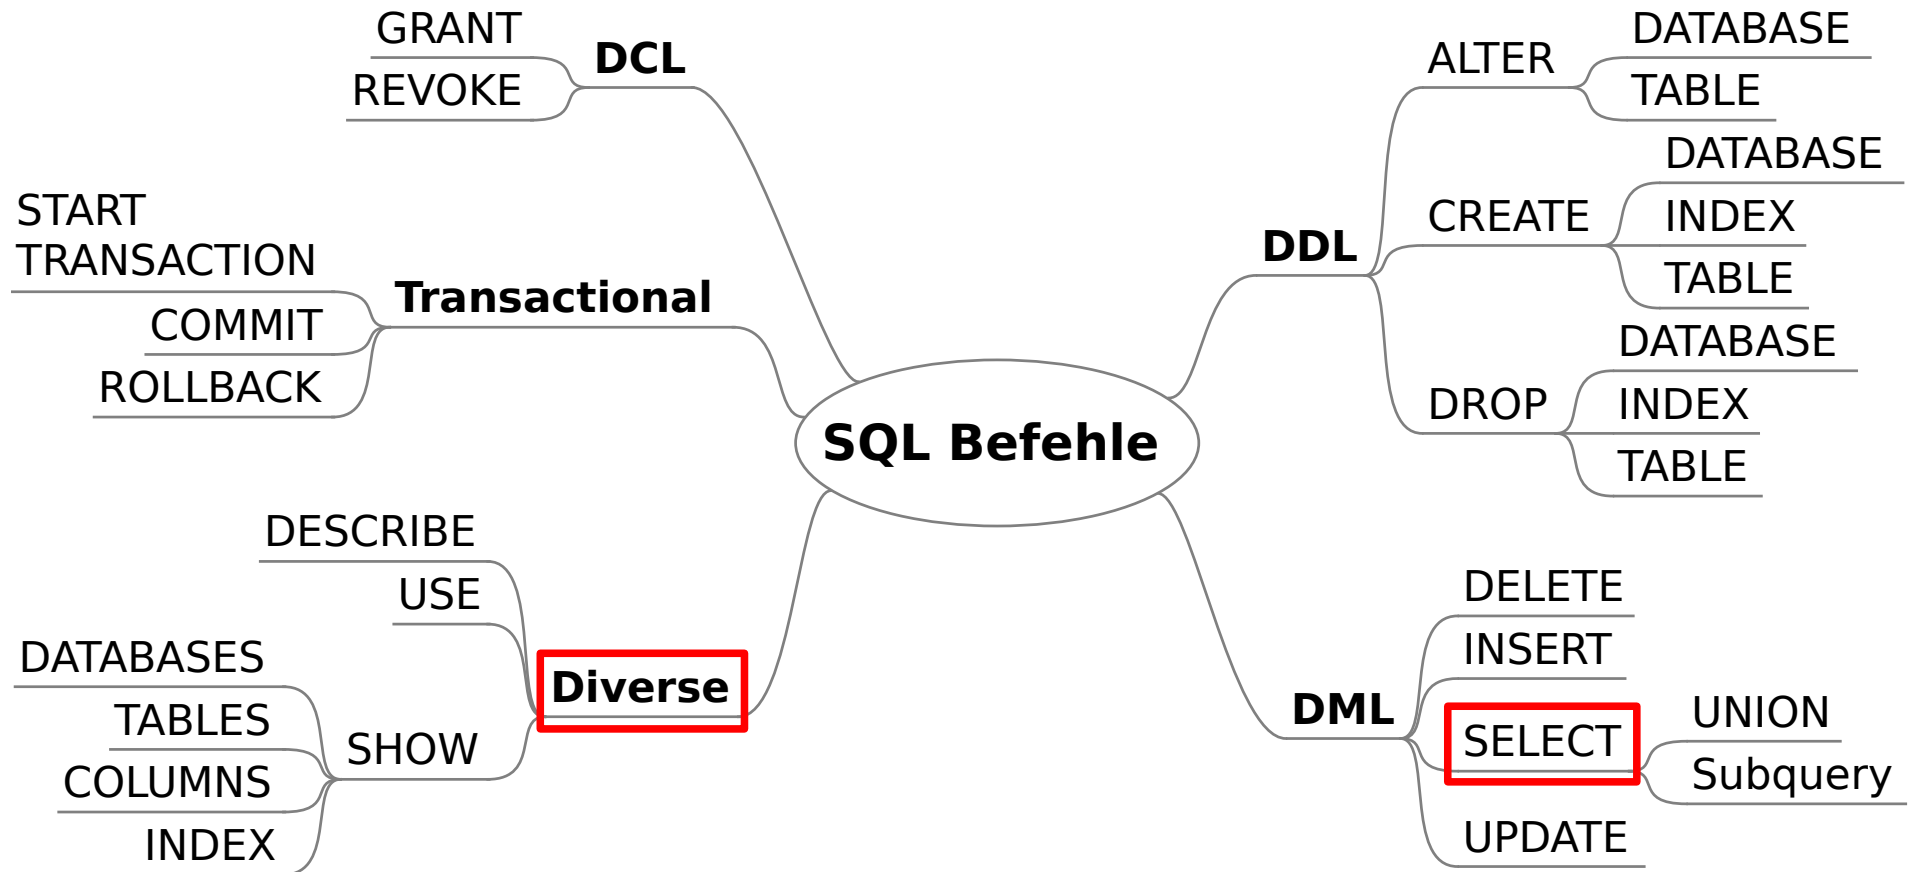 GRANT
REVOKE
DCL
START
TRANSACTION
COMMIT
ROLLBACK
Transactional
SQL Befehle
DESCRIBE
USE
DATABASES
TABLES
COLUMNS
INDEX
SHOW
Diverse
DDL
ALTER
DATABASE
TABLE
CREATE
DATABASE
INDEX
TABLE
DROP
DATABASE
INDEX
TABLE
DML
DELETE
INSERT
SELECT
UNION
Subquery
UPDATE